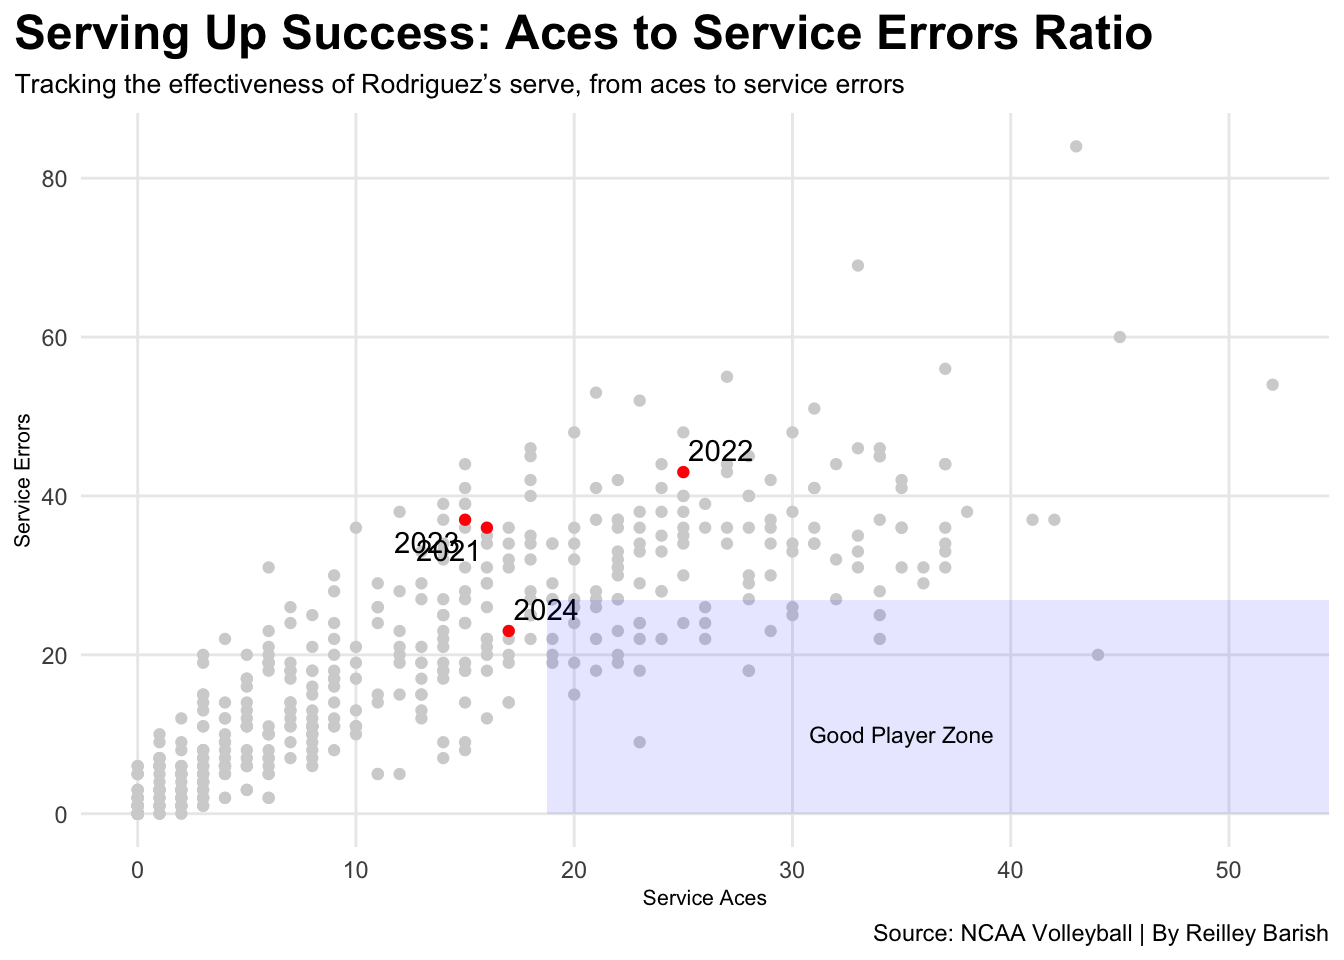 Serving Up Success: Aces to Service Errors Ratio
Tracking the effectiveness of Rodriguez’s serve, from aces to service errors
80
60
40
20
0
Service Errors
2022
2023
2021
2024
Good Player Zone
0 10 20 30 40 50
Service Aces
Source: NCAA Volleyball | By Reilley Barish